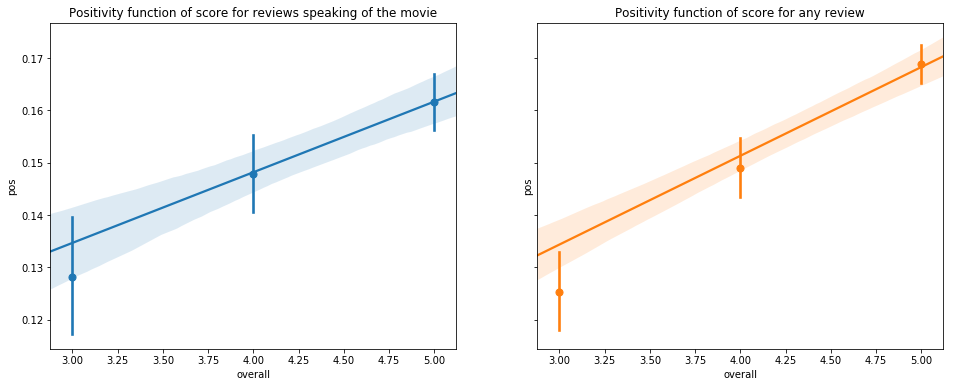 Positivity function of score for reviews speaking of the movie
Positivity function of score for any review
0.17
0.16
0.15
0.14
0.13
0.12
pos
pos
3.00 3.25 3.50 3.75 4.00 4.25 4.50 4.75 5.00
3.00 3.25 3.50 3.75 4.00 4.25 4.50 4.75 5.00
overall
overall